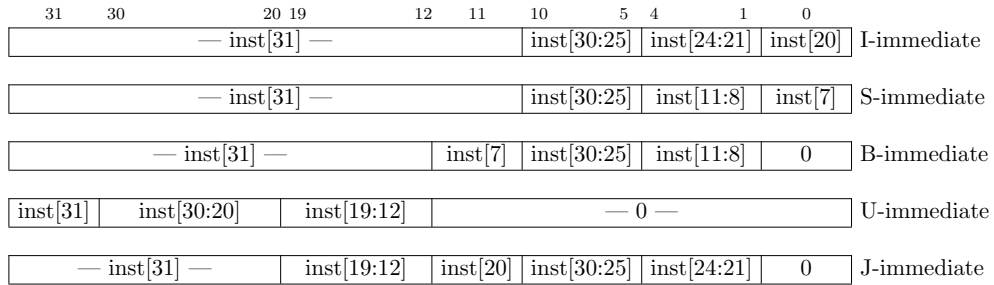 31 30 20 19 12 11 10 5 4 1 0
— inst[31] — inst[30:25] inst[24:21] inst[20] I-immediate
— inst[31] — inst[30:25] inst[11:8] inst[7] S-immediate
— inst[31] — inst[7] inst[30:25] inst[11:8] 0 B-immediate
inst[31] inst[30:20] inst[19:12] — 0 — U-immediate
— inst[31] — inst[19:12] inst[20] inst[30:25] inst[24:21] 0 J-immediate